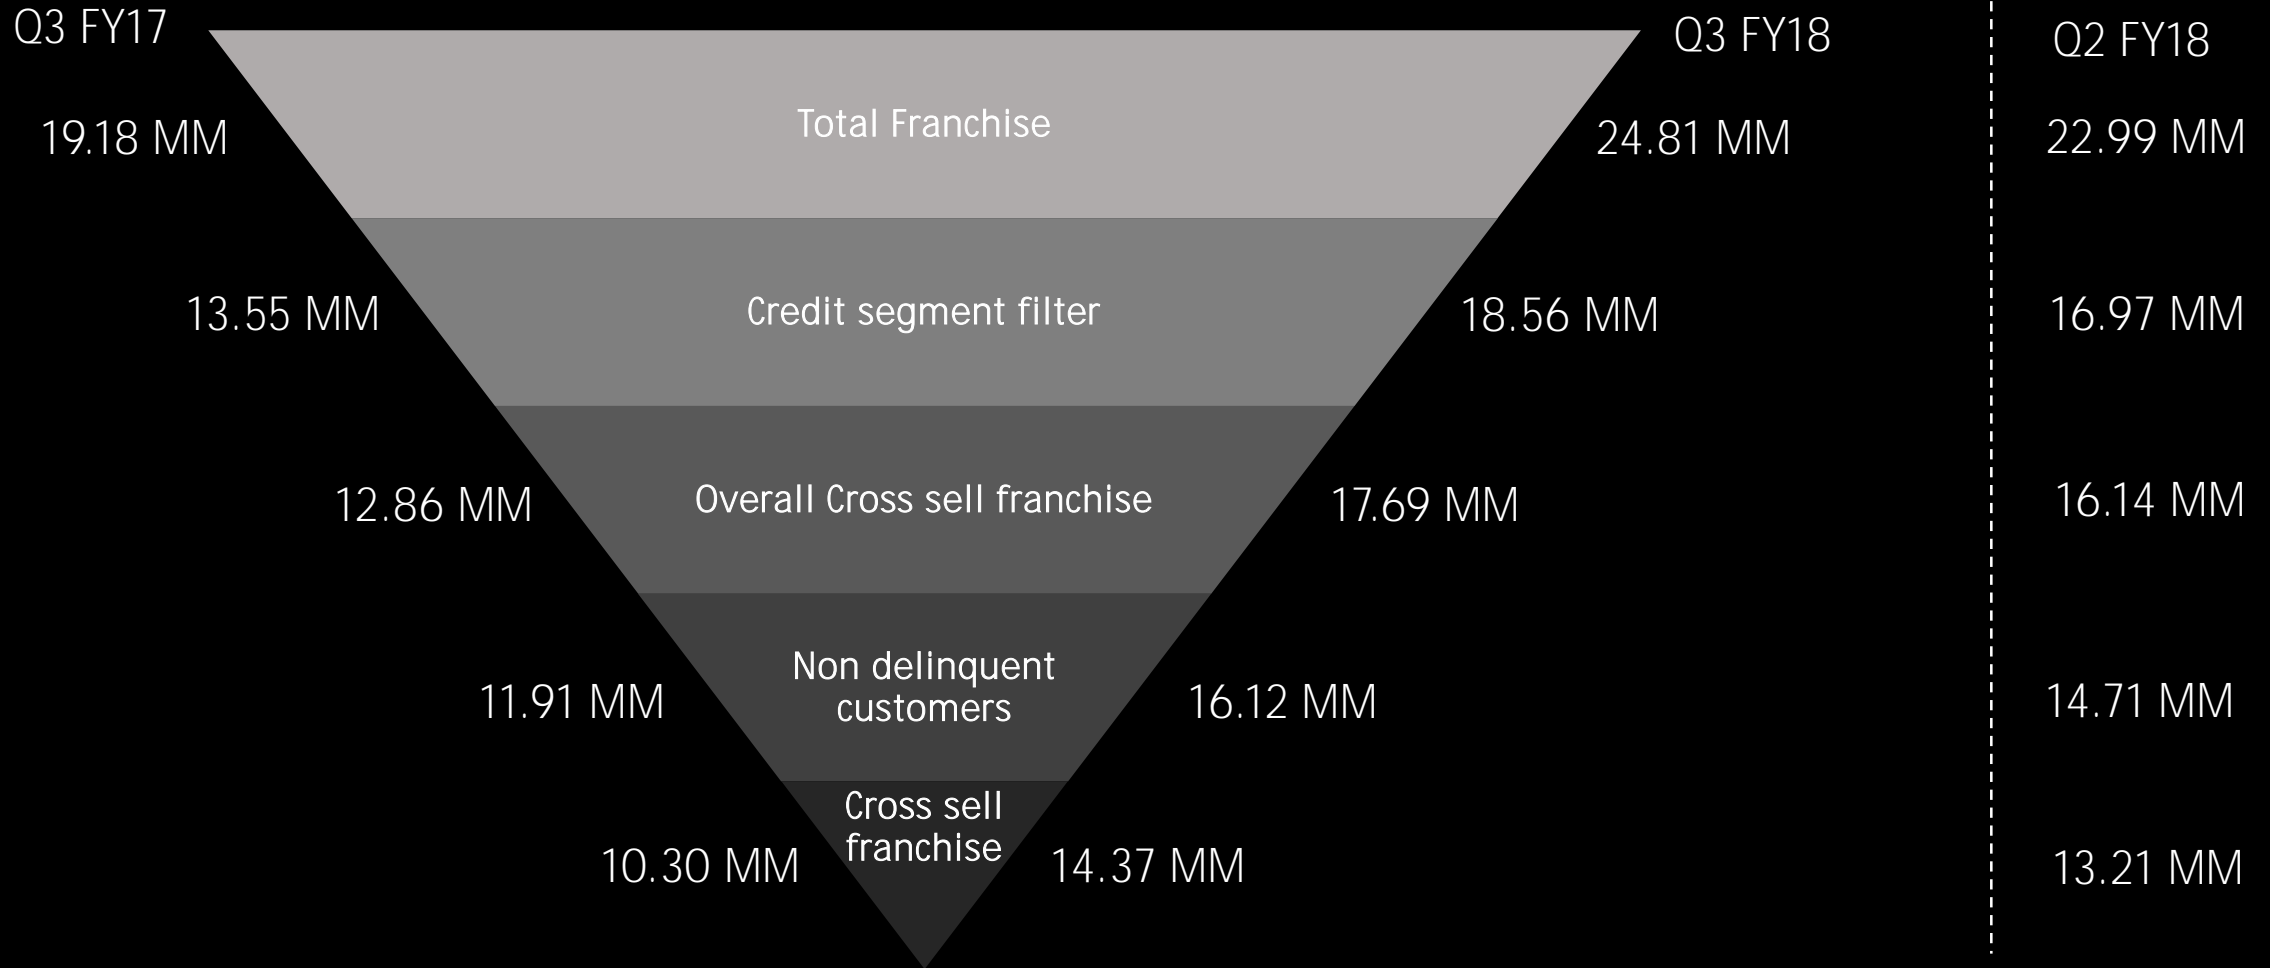 Q3 FY17
Q3 FY18
Q2 FY18
19.18 MM
Total Franchise
24.81 MM
22.99 MM
13.55 MM
Credit segment filter
18.56 MM
16.97 MM
12.86 MM
Overall Cross sell franchise
17.69 MM
16.14 MM
11.91 MM
Non delinquent
customers
16.12 MM
14.71 MM
10.30 MM
Cross sell
franchise
14.37 MM
13.21 MM